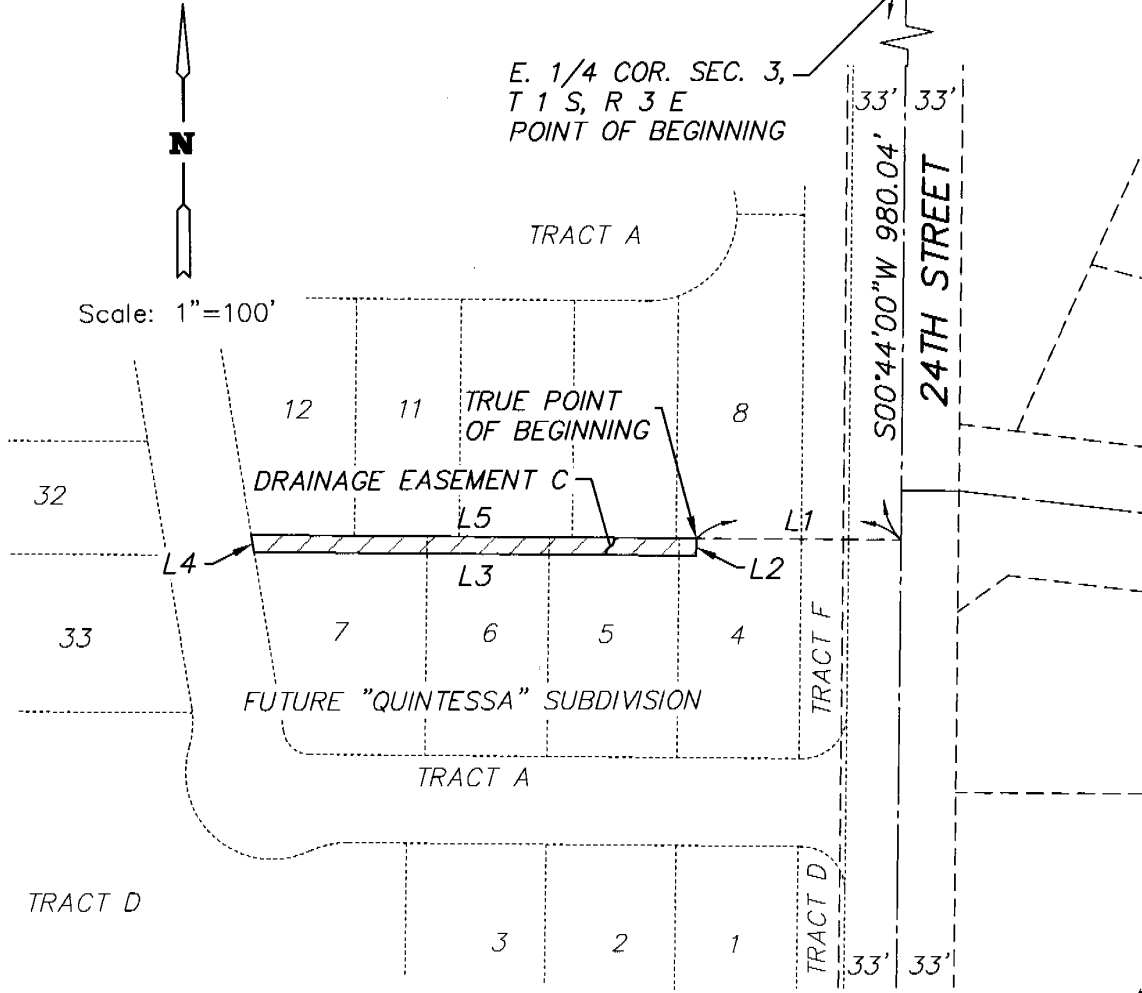 E. 1/4 COR. SEC. 3,
T 1 S, R 3 E
POINT OF BEGINNING
33'
33'
N
S00°44'00"W 980.04'
24TH STREET
TRACT A
Scale: 1"=100'
12
11
TRUE POINT
OF BEGINNING
8
32
DRAINAGE EASEMENT C
L5
L1
L4
L3
L2
33
7
6
5
4
TRACT F
FUTURE "QUINTESSA" SUBDIVISION
TRACT A
TRACT D
3
2
1
TRACT D
33'
33'